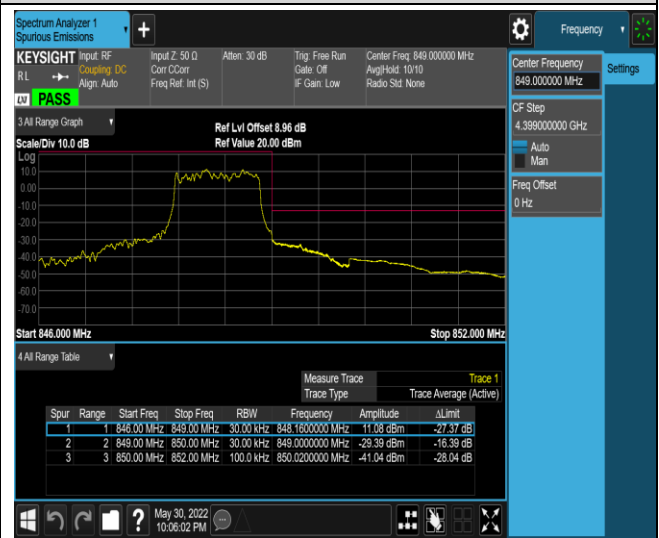 Spectrum Analyzer 1
Spurious Emissions
Frequency
KEYSIGHT
Input: RF
Input Z: 50 Ω
Atten: 30 dB
Trig: Free Run
Center Freq: 849.000000 MHz
R L
Coupling: DC
Corr CCorr
Gate: Off
Avg|Hold: 10/10
Align: Auto
Freq Ref: Int (S)
IF Gain: Low
Radio Std: None
LXI
PASS
Center Frequency
849.000000 MHz
Settings
CF Step
4.399000000 GHz
Auto
Man
Freq Offset
0 Hz
3 All Range Graph
Ref Lvl Offset 8.96 dB
Scale/Div 10.0 dB
Ref Value 20.00 dBm
Log
10.0
0.00
-10.0
-20.0
-30.0
-40.0
-50.0
-60.0
-70.0
Start 846.000 MHz
Stop 852.000 MHz
4 All Range Table
Measure Trace Trace 1
Trace Type Trace Average (Active)
Spur Range Start Freq Stop Freq RBW Frequency Amplitude ΔLimit
1 1 846.00 MHz 849.00 MHz 30.00 kHz 848.1600000 MHz 11.08 dBm -27.37 dB
2 2 849.00 MHz 850.00 MHz 30.00 kHz 849.0000000 MHz -29.39 dBm -16.39 dB
3 3 850.00 MHz 852.00 MHz 100.0 kHz 850.0200000 MHz -41.04 dBm -28.04 dB
May 30, 2022
10:06:02 PM